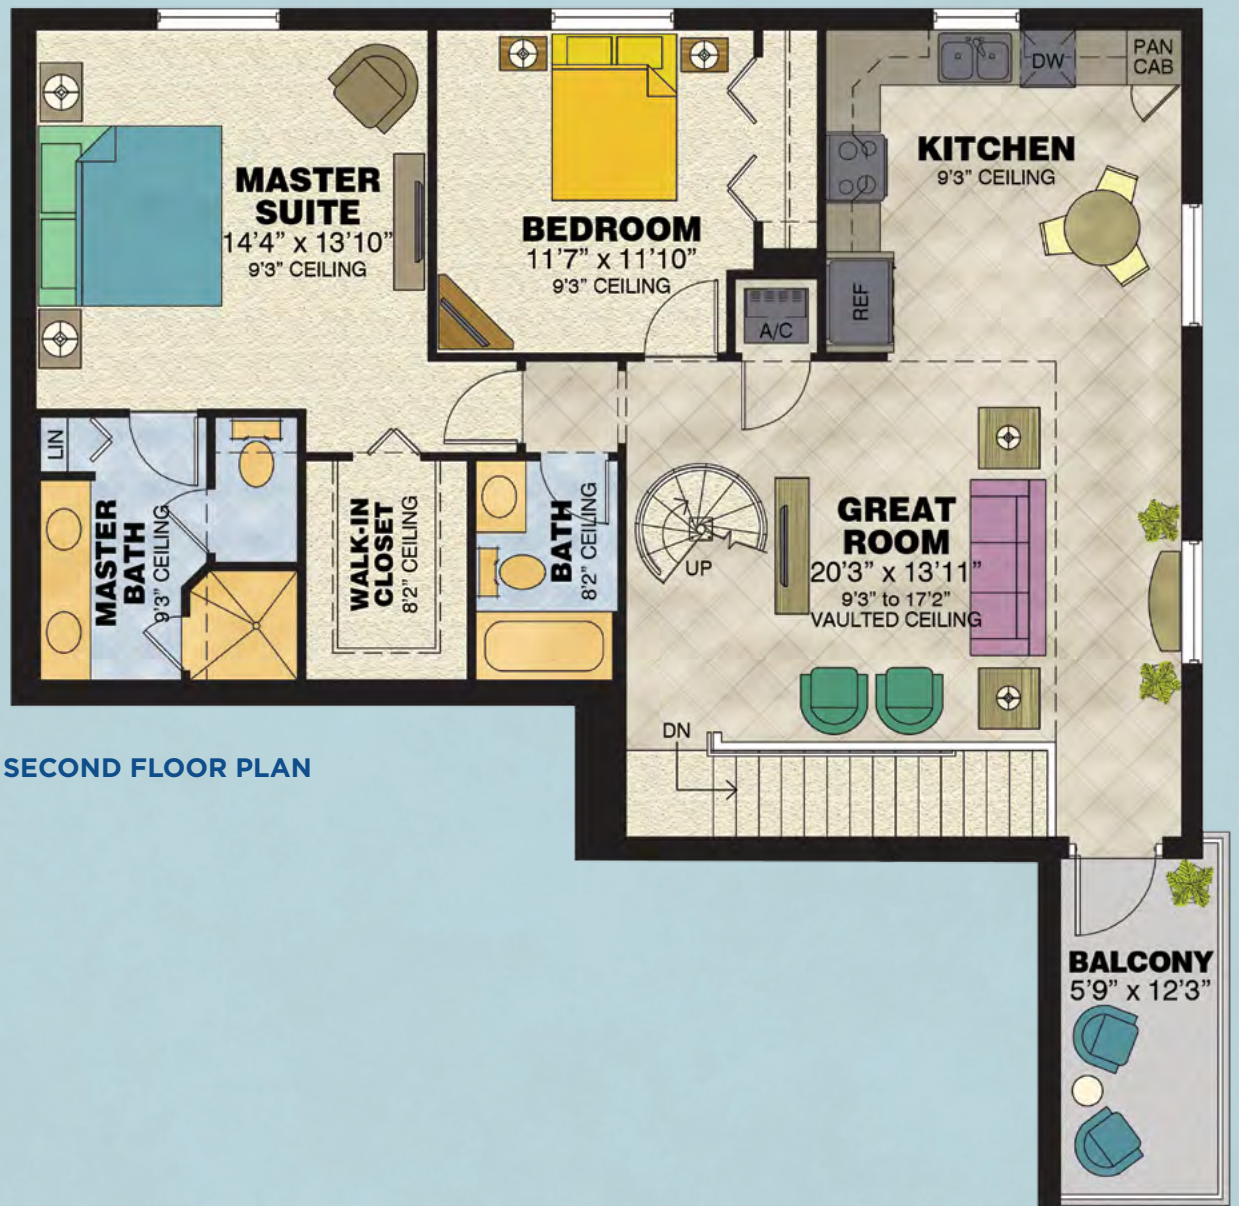 MASTER
SUITE
14'4" x 13'10"
9'3" CEILING
BEDROOM
11'7" x 11'10"
9'3" CEILING
KITCHEN
9'3" CEILING
DW
PAN
CAB
REF
A/C
LIN
MASTER
BATH
9'3" CEILING
WALK-IN
CLOSET
8'2" CEILING
BATH
8'2" CEILING
UP
GREAT
ROOM
20'3" x 13'11"
9'3" to 17'2"
VAULTED CEILING
DN
SECOND FLOOR PLAN
BALCONY
5'9" x 12'3"